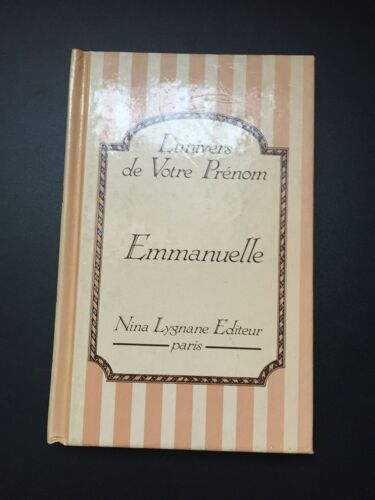 L'univers
de Votre Prénom
Emmanuelle
Nina Lygnane Editeur
paris